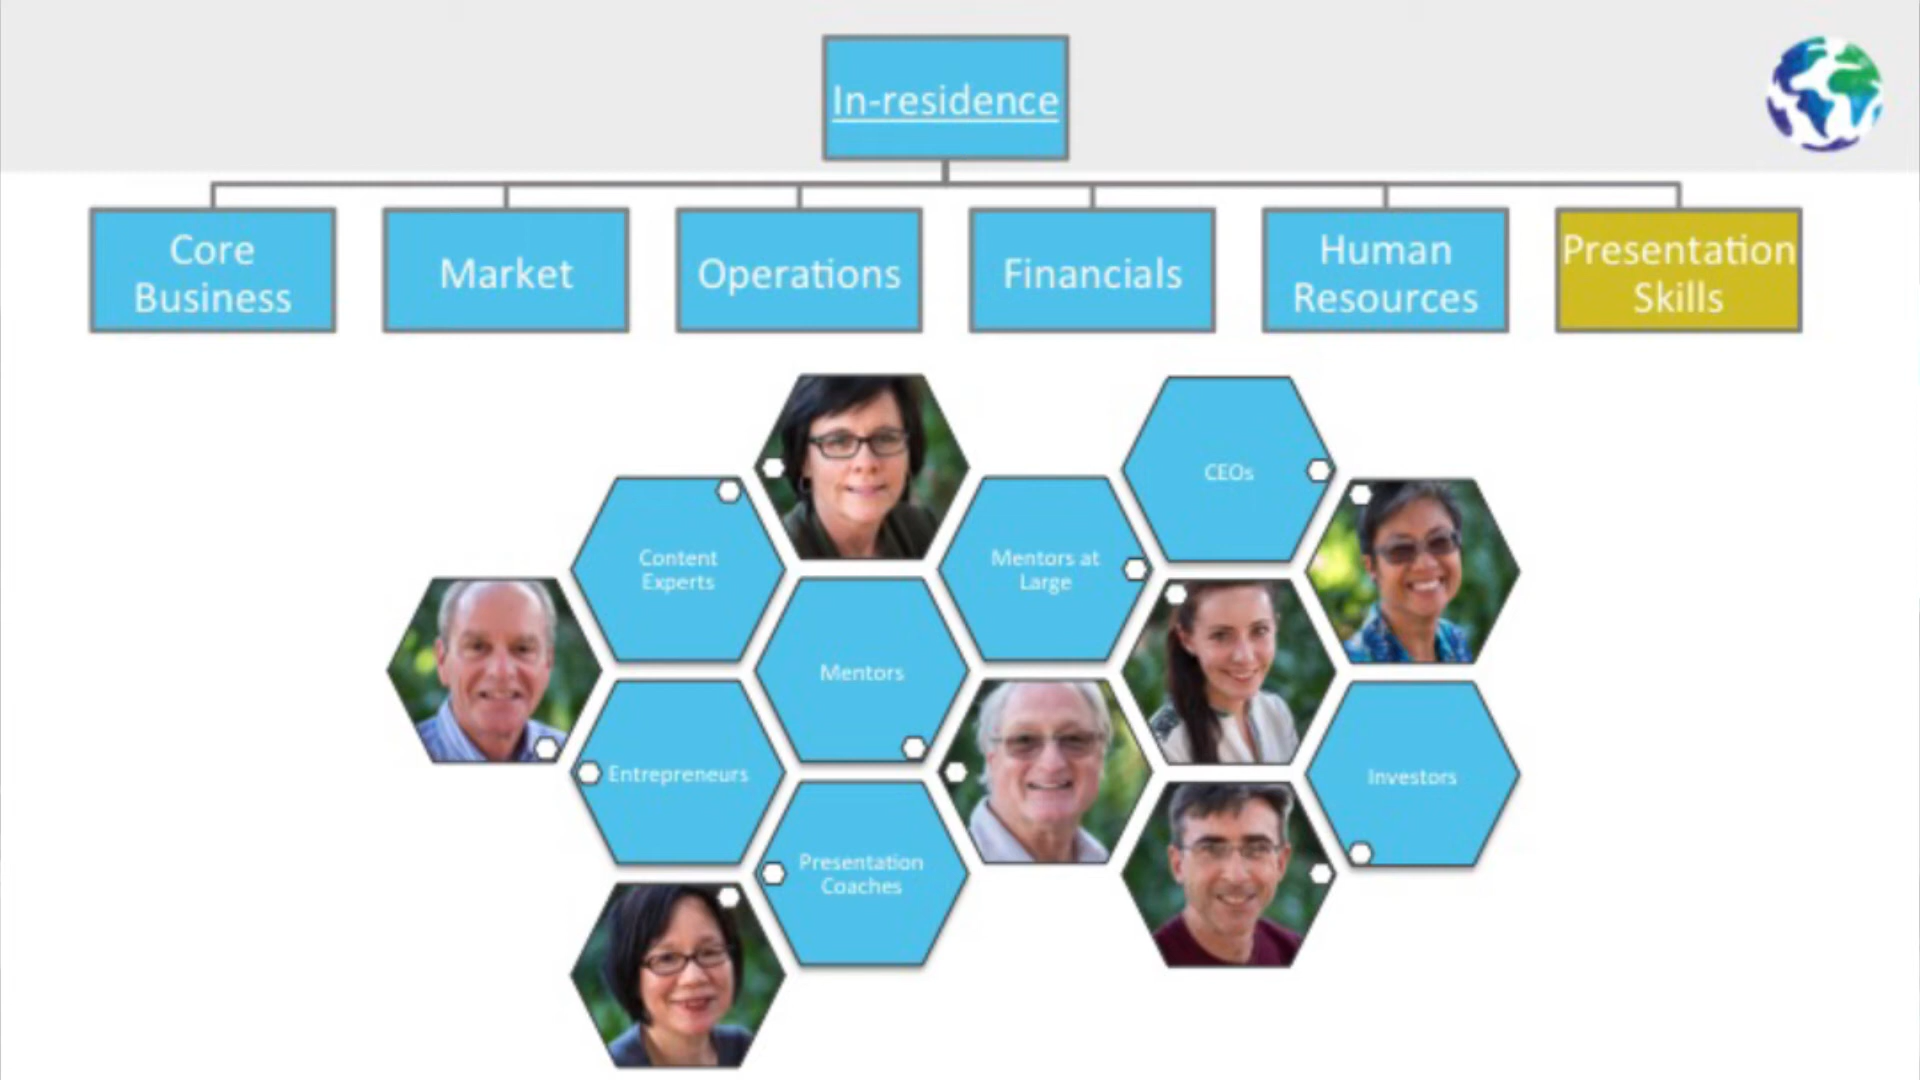 In-residence
Core
Business
Market
Operations
Financials
Human
Resources
Presentation
Skills
CEOs
Content
Experts
Mentors at
Large
Mentors
Entrepreneurs
Investors
Presentation
Coaches